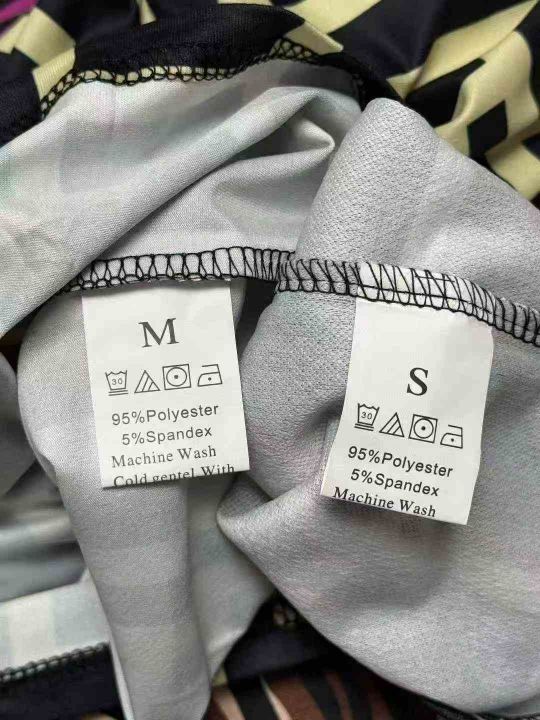 M
30
95%Polyester
5%Spandex
Machine Wash
Cold gentel With
S
30
95%Polyester
5%Spandex
Machine Wash